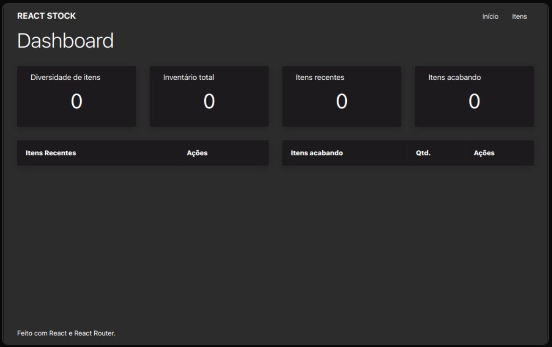 REACT STOCK Início Itens
Dashboard
Diversidade de itens Inventário total Itens recentes Itens acabando
0 0 0 0
Itens Recentes Ações Itens acabando Qtd. Ações
Feito com React e React Router.